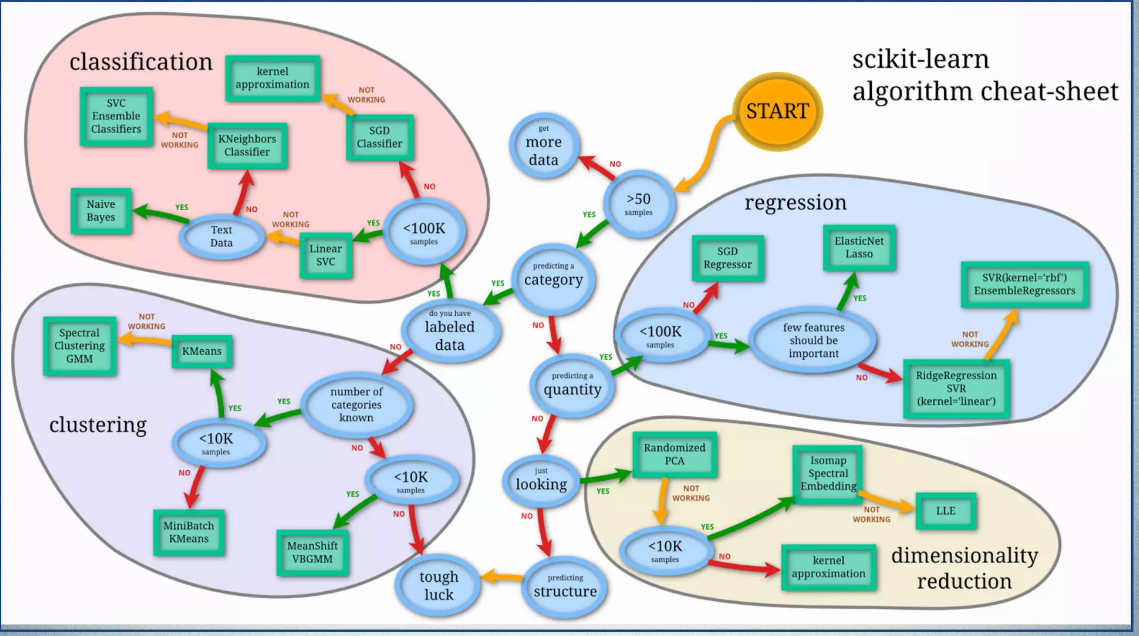 scikit-learn
algorithm cheat-sheet
START
classification
kernel
approximation
NOT
WORKING
SVC
Ensemble
Classifiers
NOT
WORKING
KNeighbors
Classifier
SGD
Classifier
NO
Naive
Bayes
YES
Text
Data
NO
NOT
WORKING
Linear
SVC
YES
<100K
samples
YES
get
more
data
NO
>50
samples
YES
predicting a
category
YES
NO
do you have
labeled
data
NO
predicting a
quantity
YES
NO
just
looking
YES
NO
predicting
structure
tough
luck
regression
SGD
Regressor
NO
<100K
samples
YES
ElasticNet
Lasso
YES
few features
should be
important
NO
SVR(kernel='rbf')
EnsembleRegressors
NOT
WORKING
RidgeRegression
SVR
(kernel='linear')
clustering
Spectral
Clustering
GMM
NOT
WORKING
KMeans
YES
number of
categories
known
YES
NO
<10K
samples
NO
MiniBatch
KMeans
<10K
samples
YES
NO
MeanShift
VBGMM
Randomized
PCA
NOT
WORKING
<10K
samples
YES
NO
Isomap
Spectral
Embedding
NOT
WORKING
LLE
kernel
approximation
dimensionality
reduction